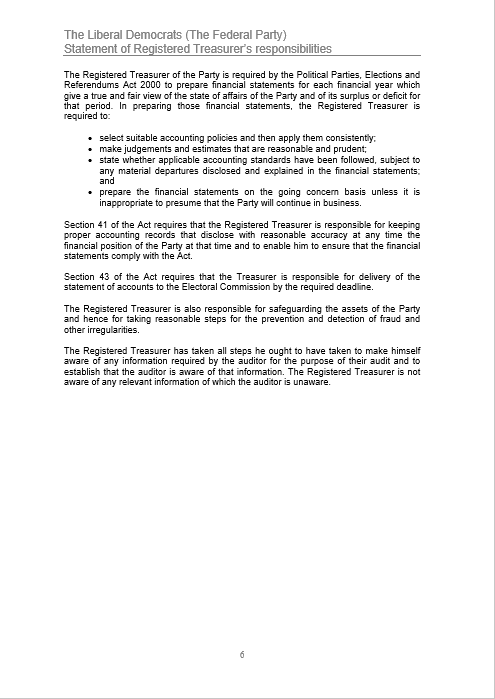 The Liberal Democrats (The Federal Party)
Statement of Registered Treasurer's responsibilities
The Registered Treasurer of the Party is required by the Political Parties, Elections and
Referendums Act 2000 to prepare financial statements for each financial year which
give a true and fair view of the state of affairs of the Party and of its surplus or deficit for
that period. In preparing those financial statements, the Registered Treasurer is
required to:
• select suitable accounting policies and then apply them consistently;
• make judgements and estimates that are reasonable and prudent;
• state whether applicable accounting standards have been followed, subject to
any material departures disclosed and explained in the financial statements;
and
• prepare the financial statements on the going concern basis unless it is
inappropriate to presume that the Party will continue in business.
Section 41 of the Act requires that the Registered Treasurer is responsible for keeping
proper accounting records that disclose with reasonable accuracy at any time the
financial position of the Party at that time and to enable him to ensure that the financial
statements comply with the Act.
Section 43 of the Act requires that the Treasurer is responsible for delivery of the
statement of accounts to the Electoral Commission by the required deadline.
The Registered Treasurer is also responsible for safeguarding the assets of the Party
and hence for taking reasonable steps for the prevention and detection of fraud and
other irregularities.
The Registered Treasurer has taken all steps he ought to have taken to make himself
aware of any information required by the auditor for the purpose of their audit and to
establish that the auditor is aware of that information. The Registered Treasurer is not
aware of any relevant information of which the auditor is unaware.
6